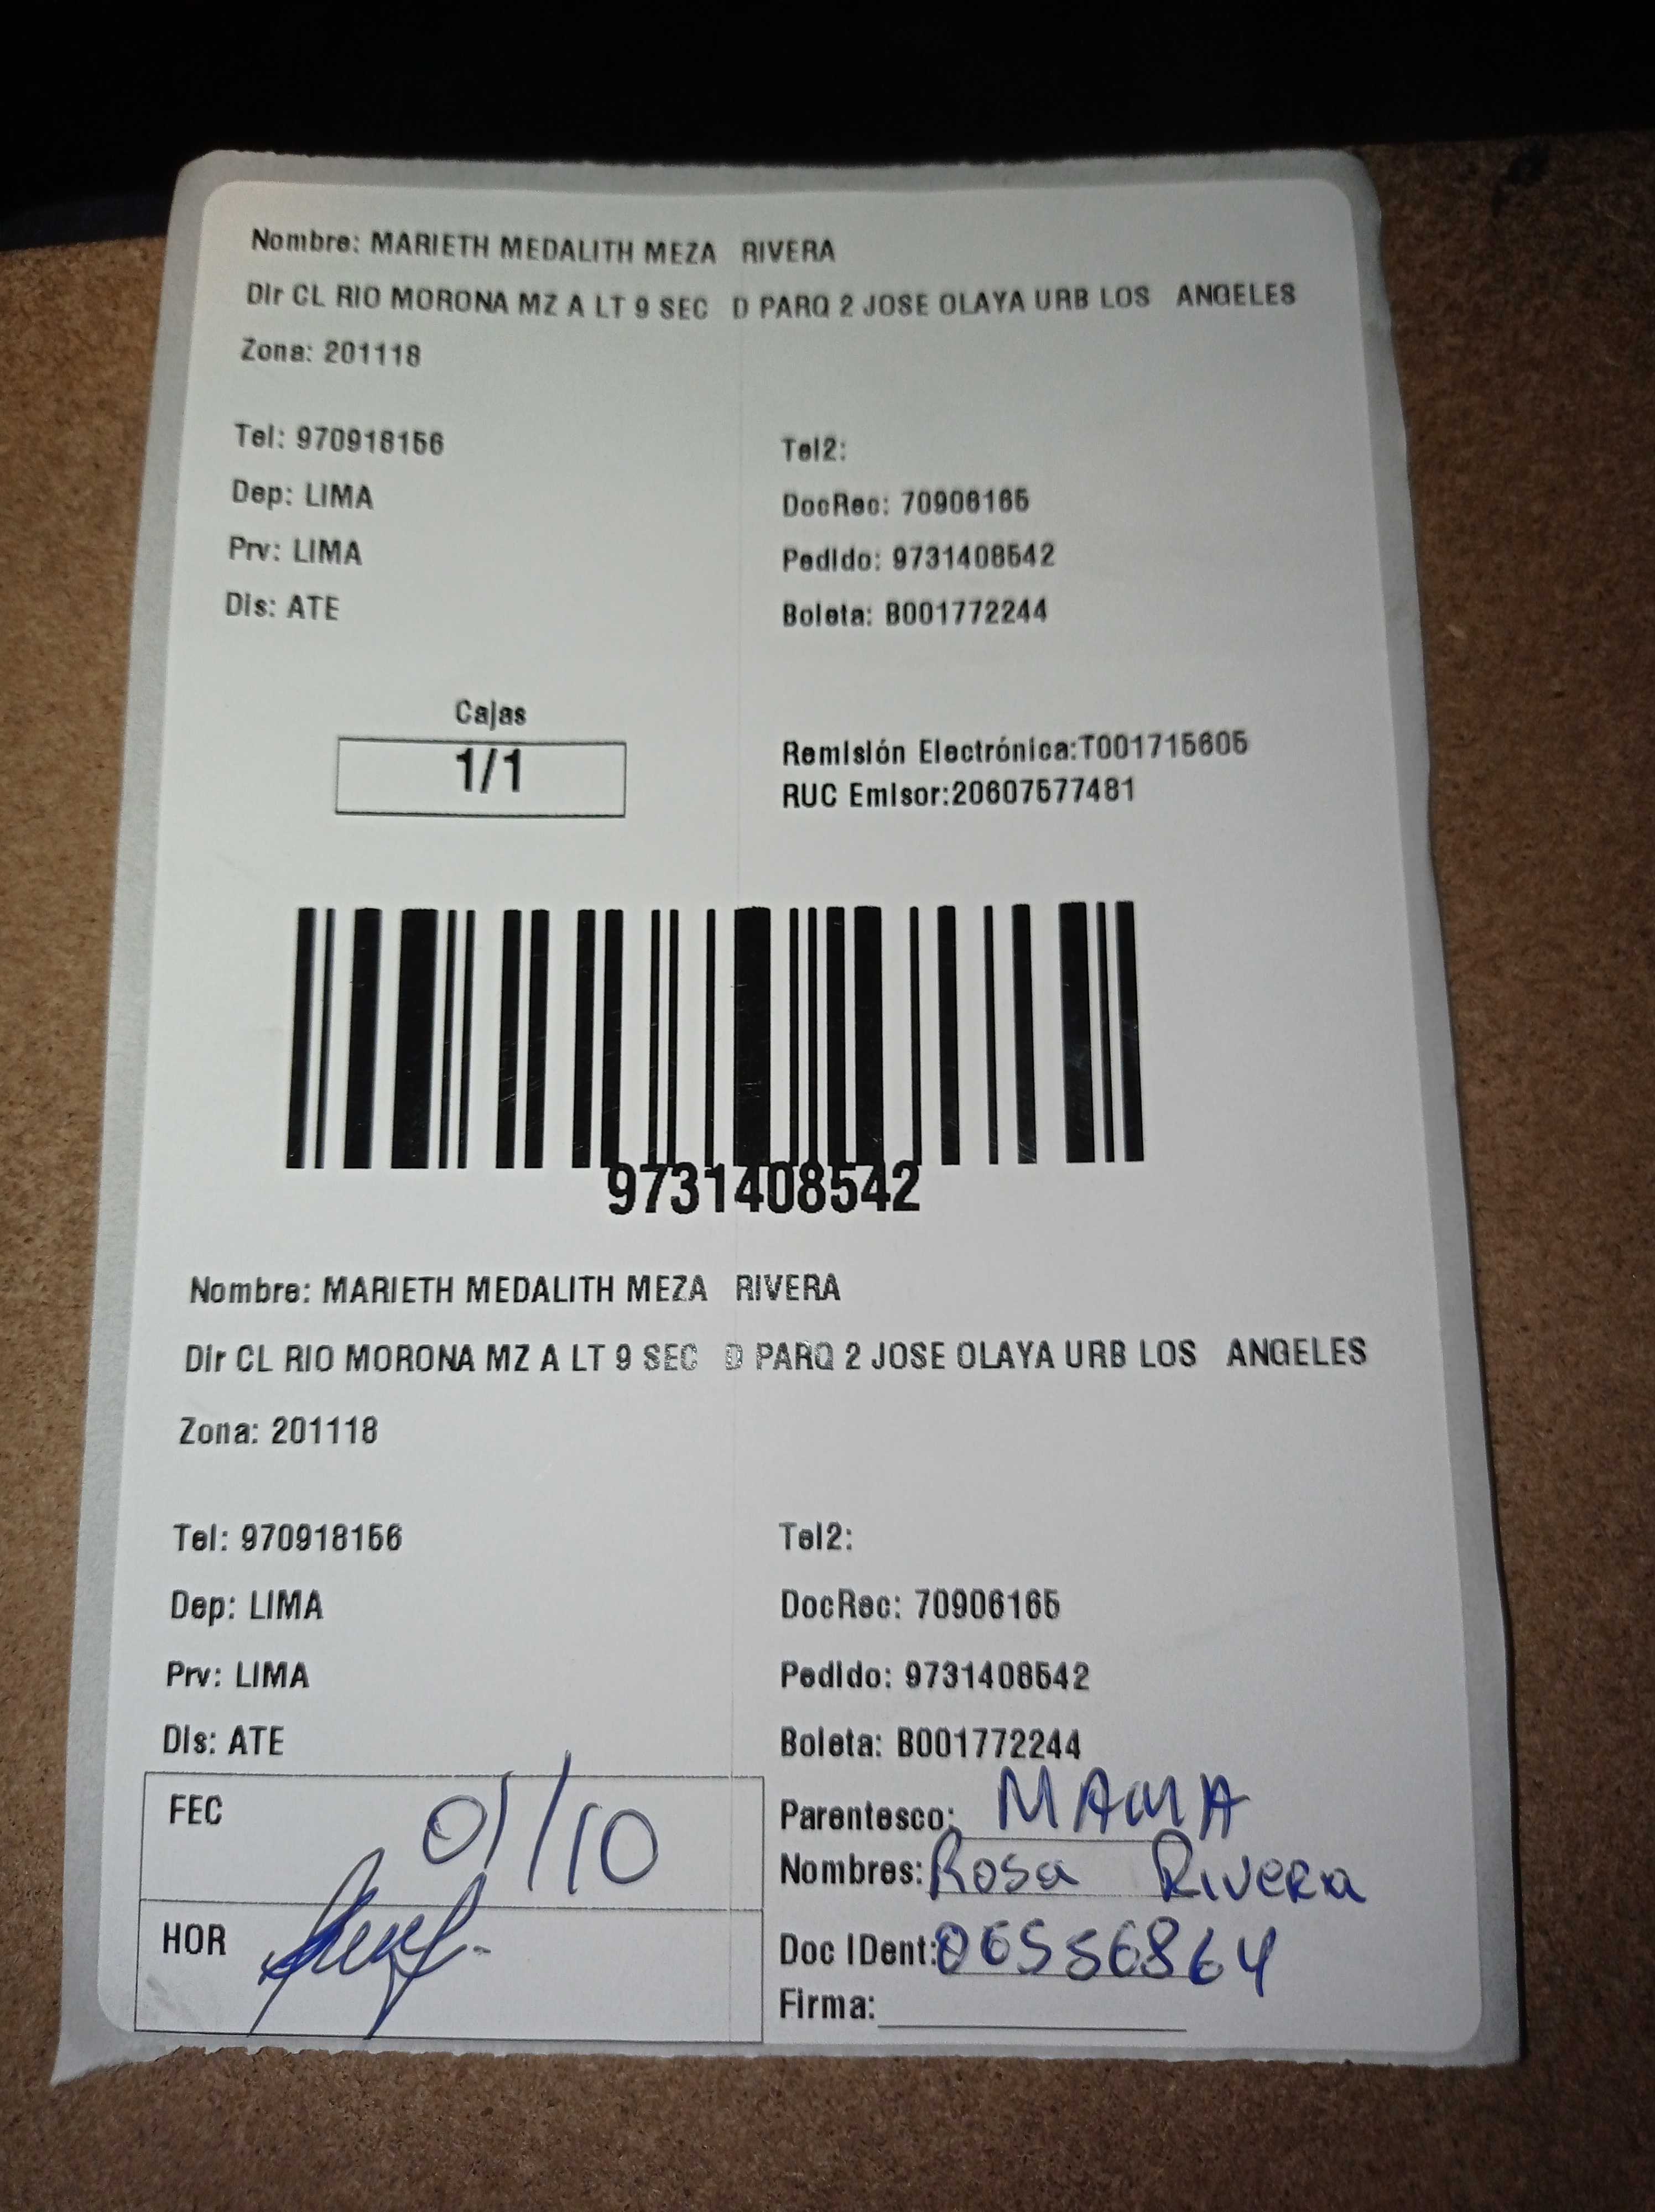 Nombre: MARIETH MEDALITH MEZA RIVERA
Dir CL RIO MORONA MZ A LT 9 SEC D PARQ 2 JOSE OLAYA URB LOS ANGELES
Zona: 201118
Tel: 970918156 Tel2:
Dep: LIMA DocRec: 70906165
Prv: LIMA Pedido: 9731408542
Dis: ATE Boleta: B001772244
Cajas
1/1
Remisión Electrónica:T001715605
RUC Emisor:20607577481
9731408542
Nombre: MARIETH MEDALITH MEZA RIVERA
Dir CL RIO MORONA MZ A LT 9 SEC D PARQ 2 JOSE OLAYA URB LOS ANGELES
Zona: 201118
Tel: 970918156 Tel2:
Dep: LIMA DocRec: 70906165
Prv: LIMA Pedido: 9731408542
Dis: ATE Boleta: B001772244
FEC 01/10 Parentesco: MAMA
Nombres: Rosa Rivera
HOR Doc IDent: 06556864
Firma: